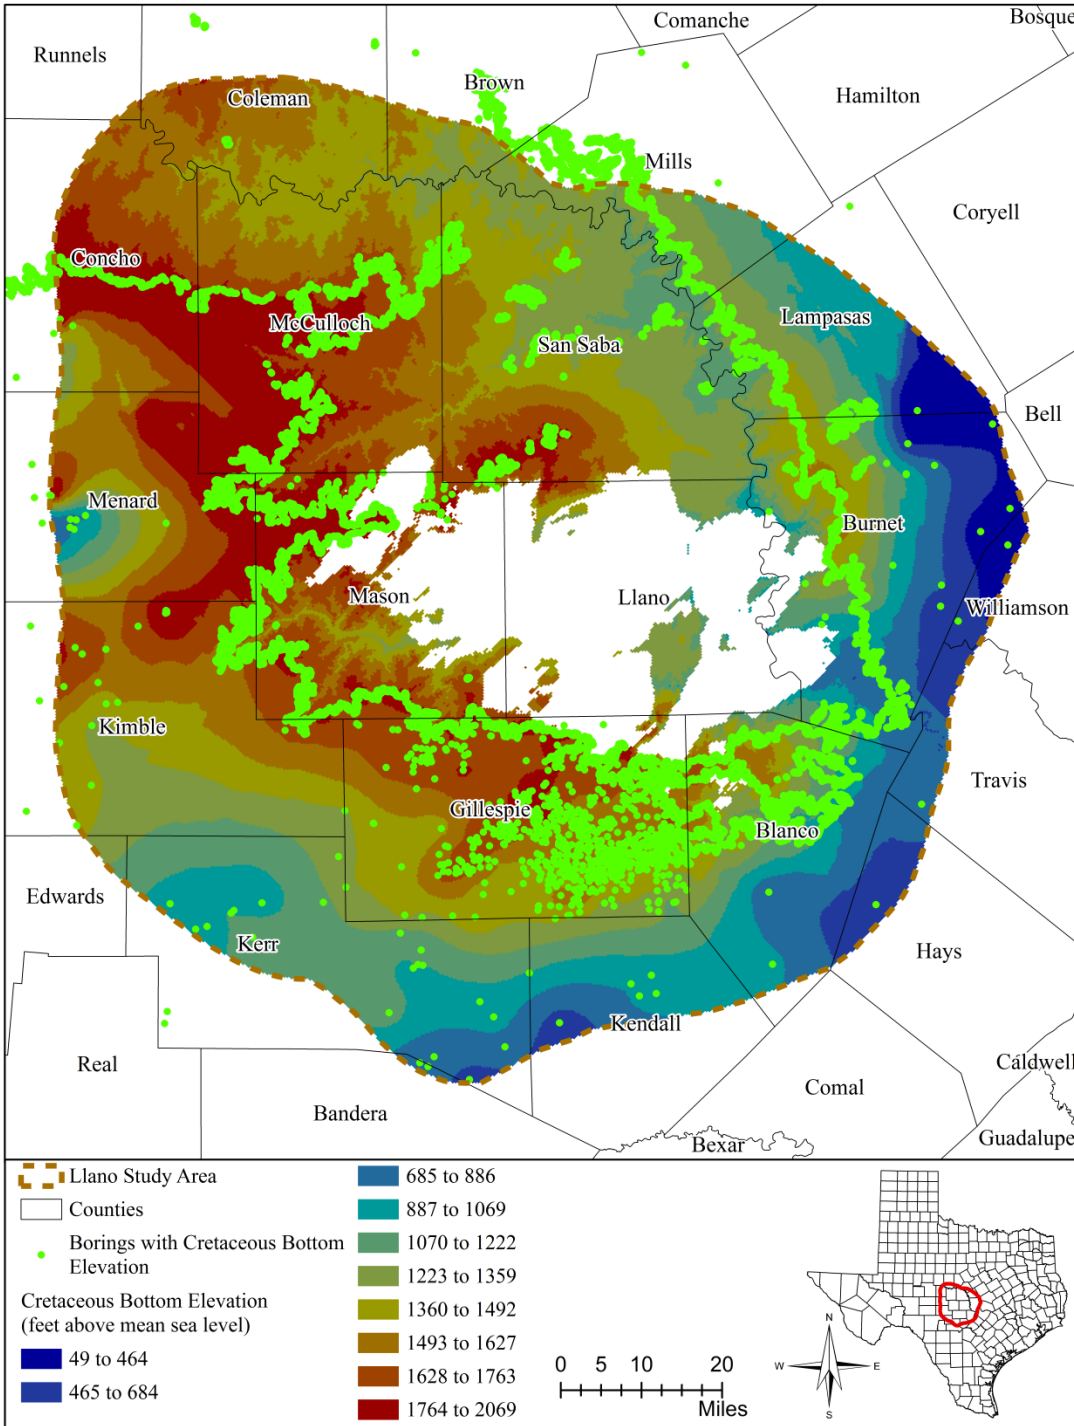 Comanche
Bosque
Runnels
Brown
Coleman
Hamilton
Mills
Coryell
Concho
McCulloch
San Saba
Lampasas
Bell
Menard
Burnet
Mason
Llano
Williamson
Kimble
Travis
Gillespie
Blanco
Edwards
Kerr
Hays
Kendall
Real
Caldwell
Comal
Bandera
Guadalupe
Bexar
Llano Study Area
Counties
Borings with Cretaceous Bottom
Elevation
Cretaceous Bottom Elevation
(feet above mean sea level)
49 to 464
465 to 684
685 to 886
887 to 1069
1070 to 1222
1223 to 1359
1360 to 1492
1493 to 1627
1628 to 1763
1764 to 2069
0 5 10 20
Miles
N
W E
S